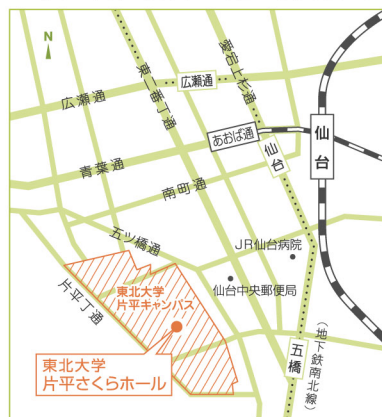 N
愛宕上杉通
東二番丁通
広瀬通
広瀬通
あおば通
仙台
仙台
青葉通
南町通
五ツ橋通
JR仙台病院
片平丁通
東北大学
片平キャンパス
仙台中央郵便局
東北大学
片平さくらホール
五橋
(地下鉄南北線)